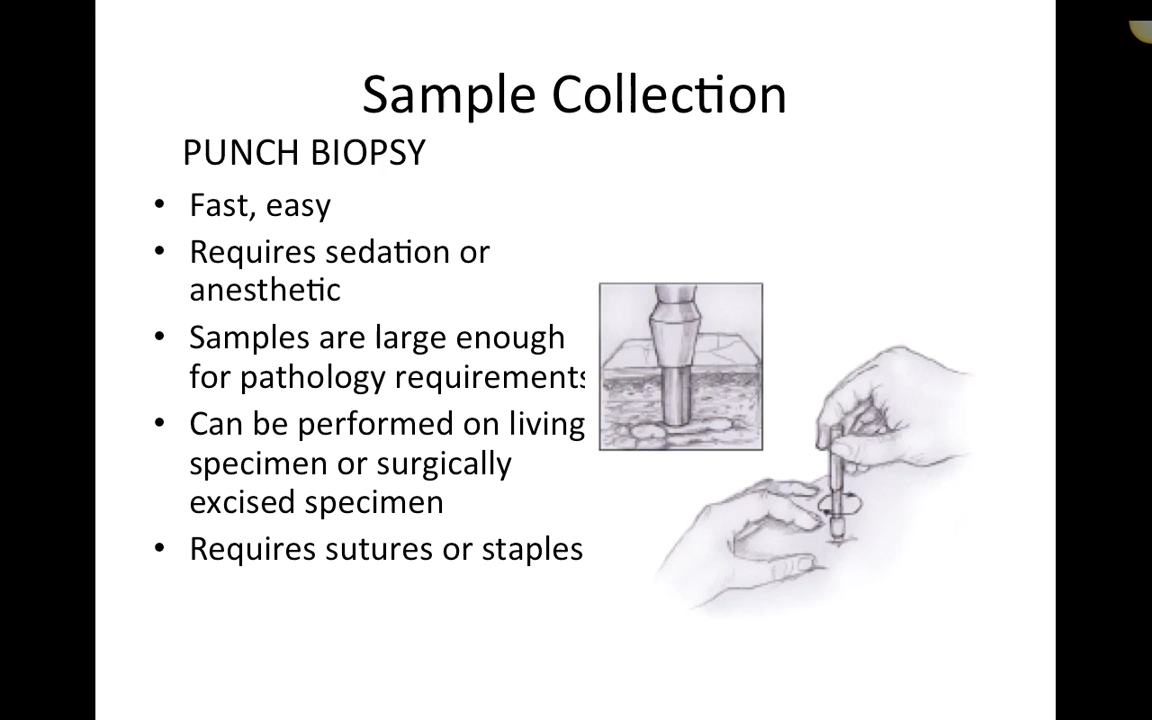 Sample Collection
PUNCH BIOPSY
• Fast, easy
• Requires sedation or
anesthetic
• Samples are large enough
for pathology requirements
• Can be performed on living
specimen or surgically
excised specimen
• Requires sutures or staples